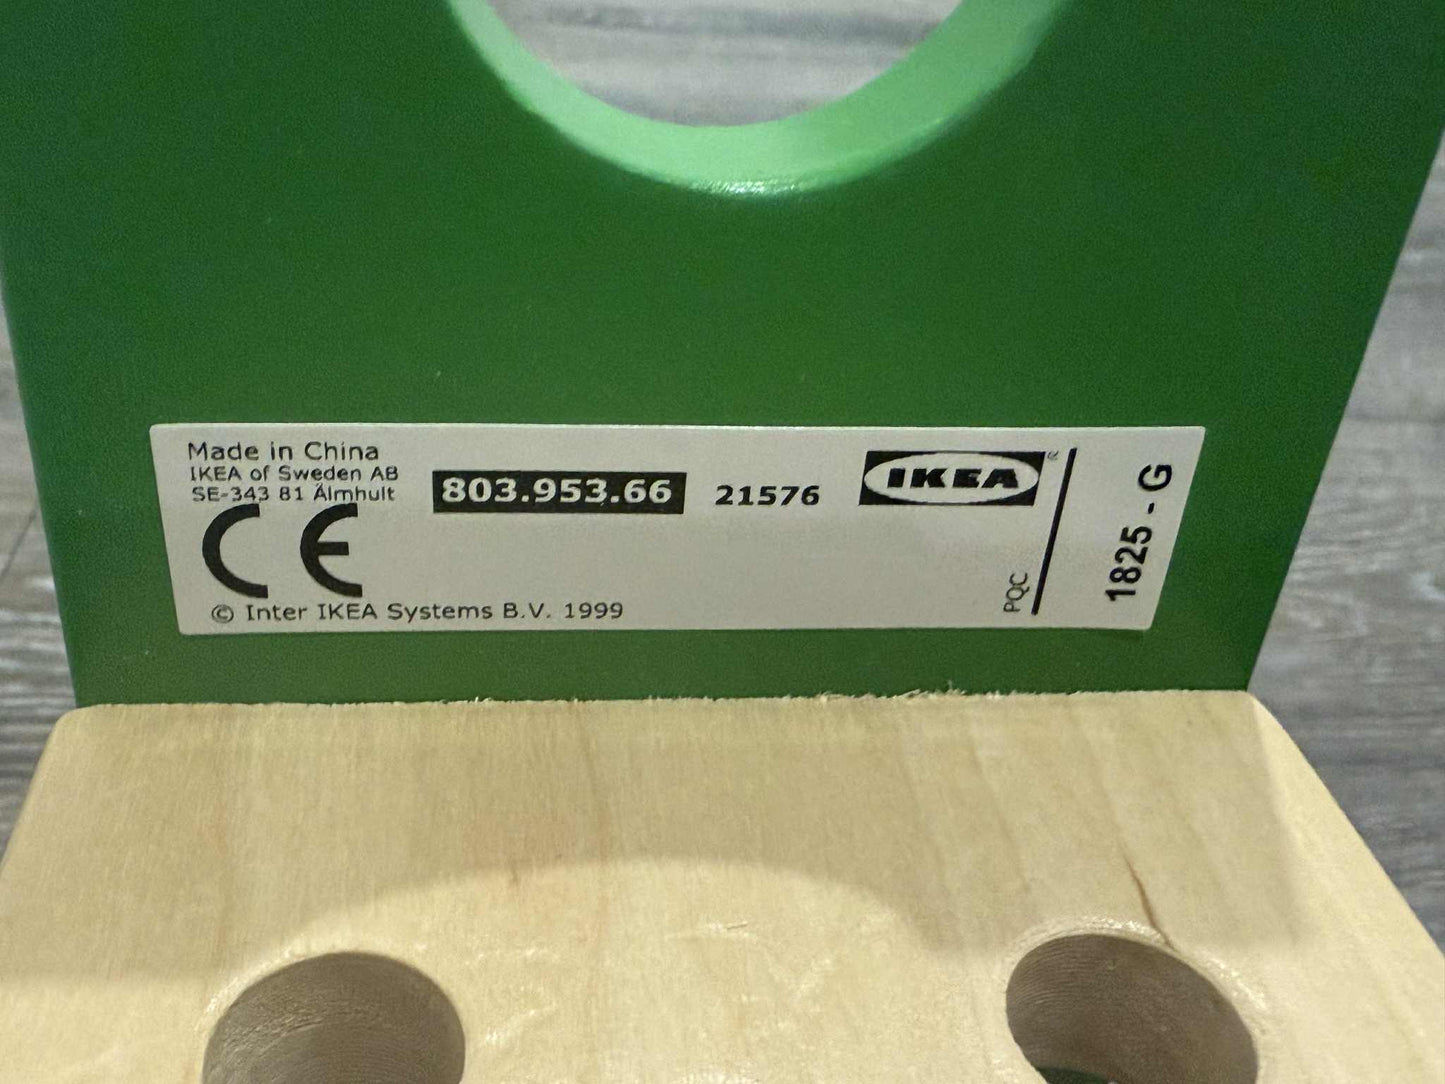 Made in China
IKEA of Sweden AB
SE-343 81 Älmhult
803.953.66 21576 IKEA ®
CE
© Inter IKEA Systems B.V. 1999
PQC
1825 - G